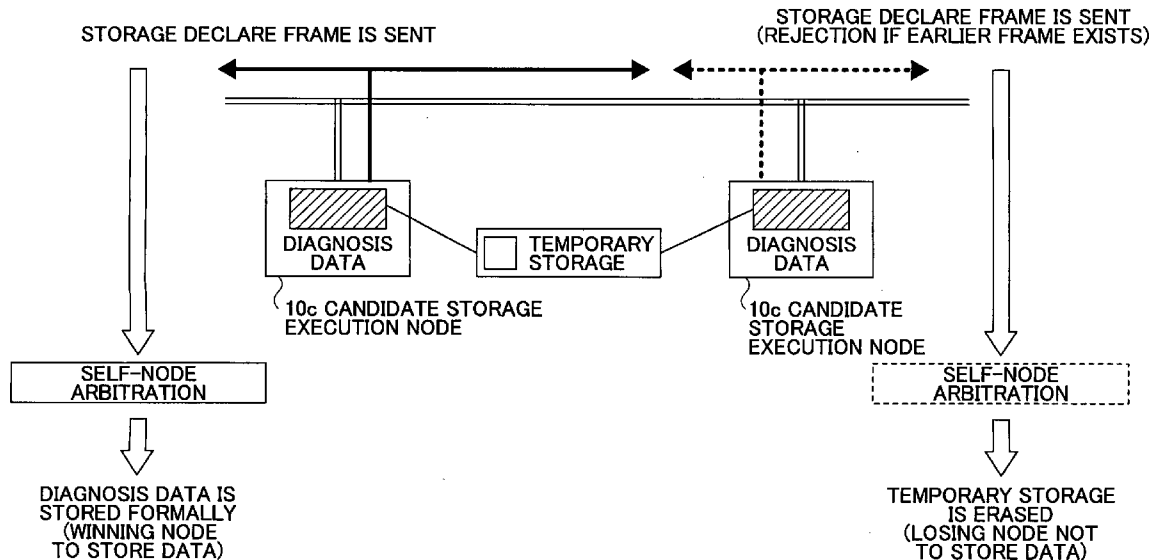 STORAGE DECLARE FRAME IS SENT
STORAGE DECLARE FRAME IS SENT
(REJECTION IF EARLIER FRAME EXISTS)
DIAGNOSIS
DATA
TEMPORARY
STORAGE
DIAGNOSIS
DATA
10c CANDIDATE STORAGE
EXECUTION NODE
10c CANDIDATE
STORAGE
EXECUTION NODE
SELF-NODE
ARBITRATION
SELF-NODE
ARBITRATION
DIAGNOSIS DATA IS
STORED FORMALLY
(WINNING NODE
TO STORE DATA)
TEMPORARY STORAGE
IS ERASED
(LOSING NODE NOT
TO STORE DATA)